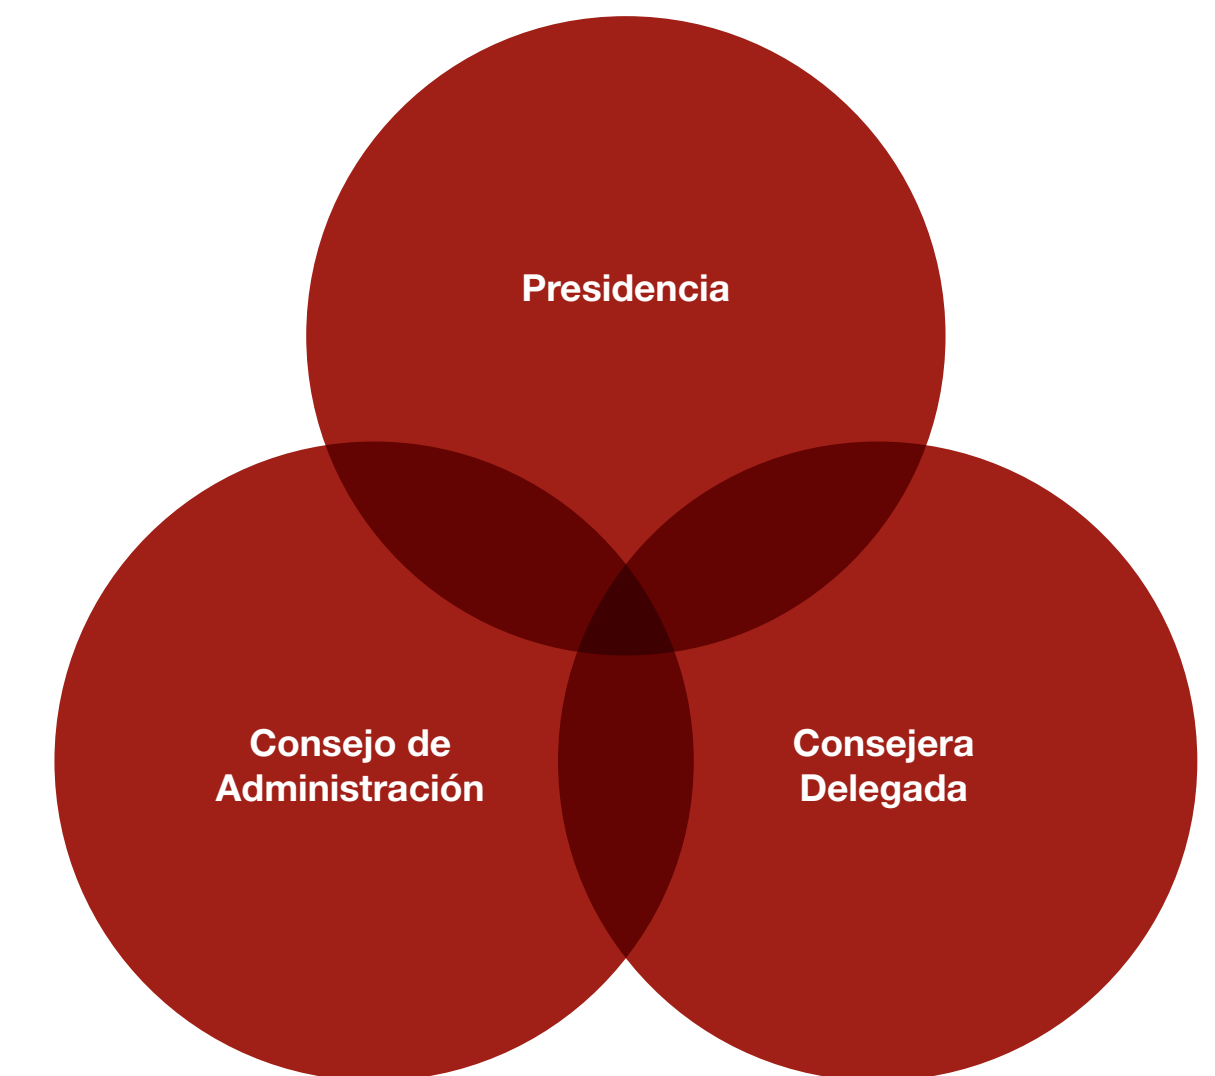 Presidencia
Consejo de
Administración
Consejera
Delegada